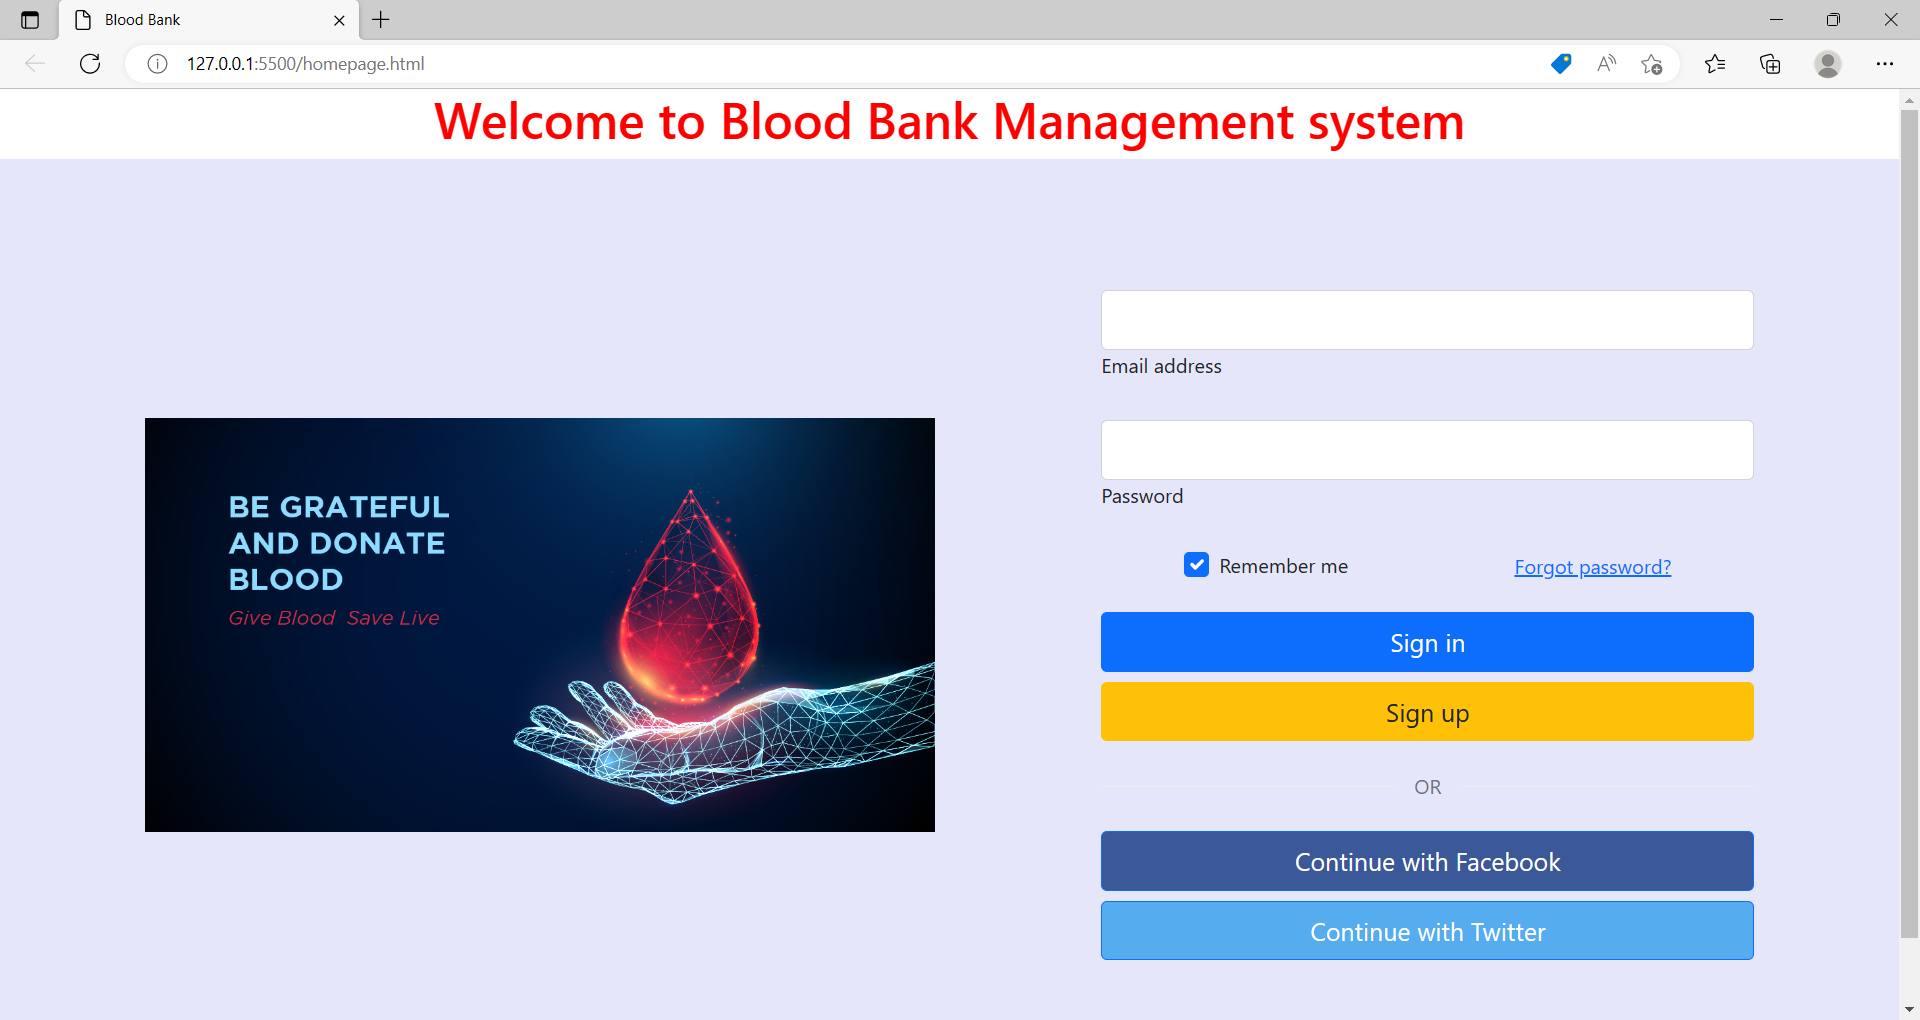 Blood Bank
127.0.0.1:5500/homepage.html
Welcome to Blood Bank Management system
BE GRATEFUL
AND DONATE
BLOOD
Give Blood Save Live
Email address
Password
Remember me
Forgot password?
Sign in
Sign up
OR
Continue with Facebook
Continue with Twitter